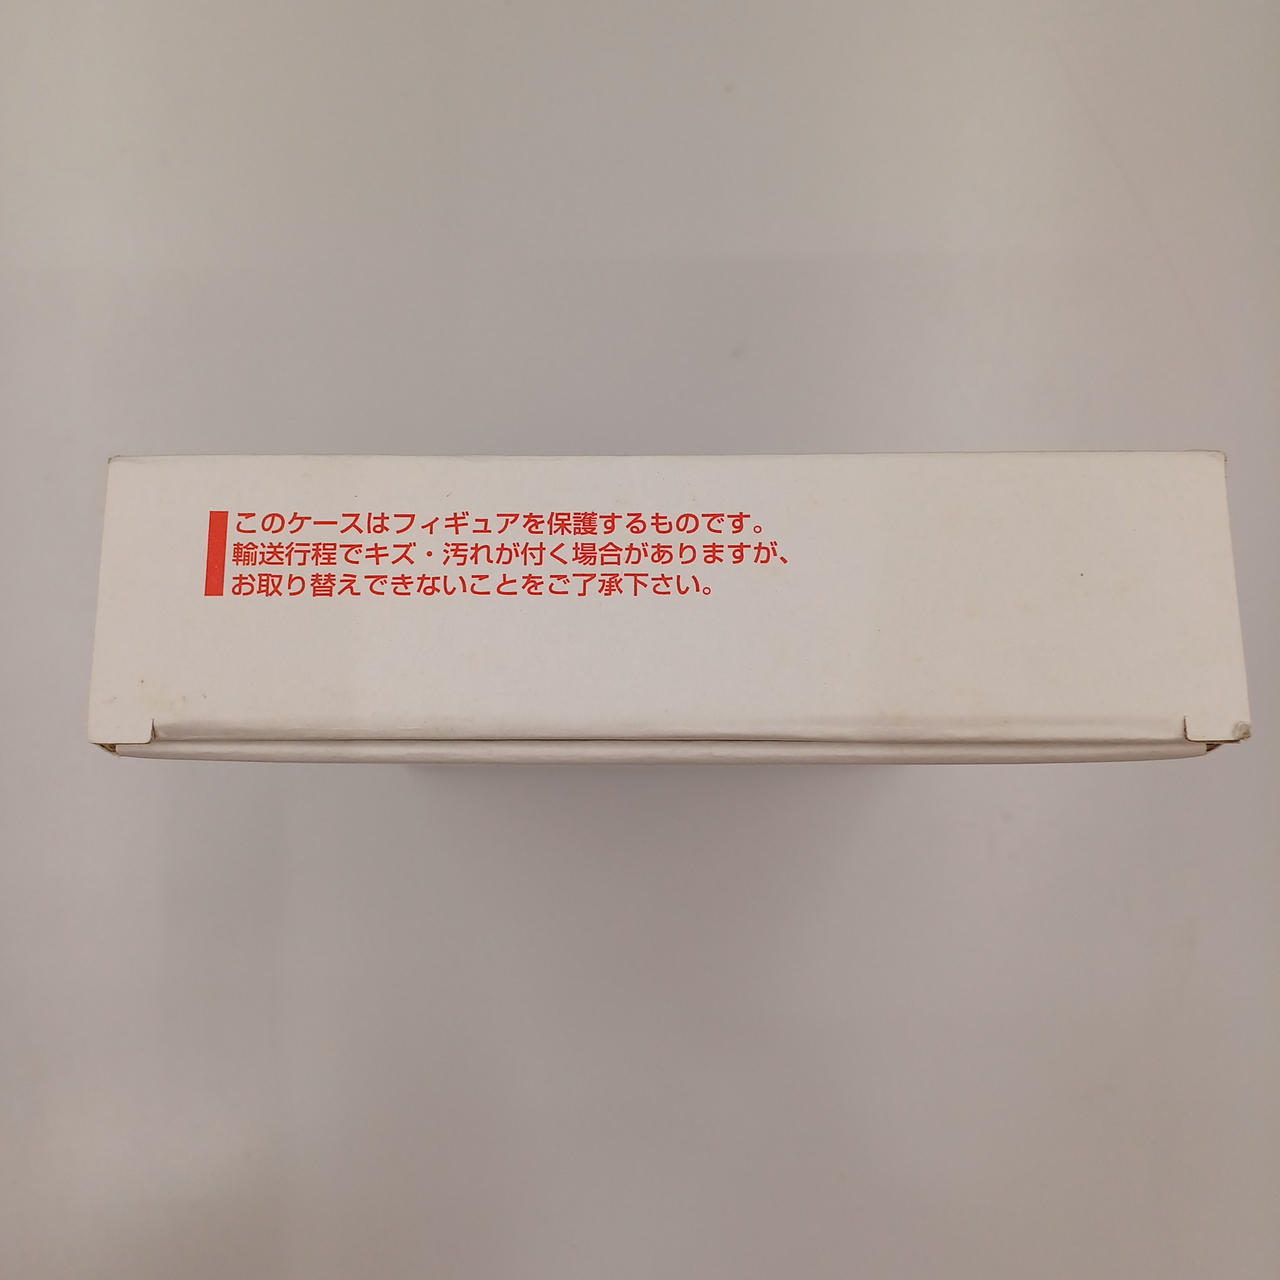 このケースはフィギュアを保護するものです。
輸送行程でキズ・汚れが付く場合がありますが、
お取り替えできないことをご了承下さい。